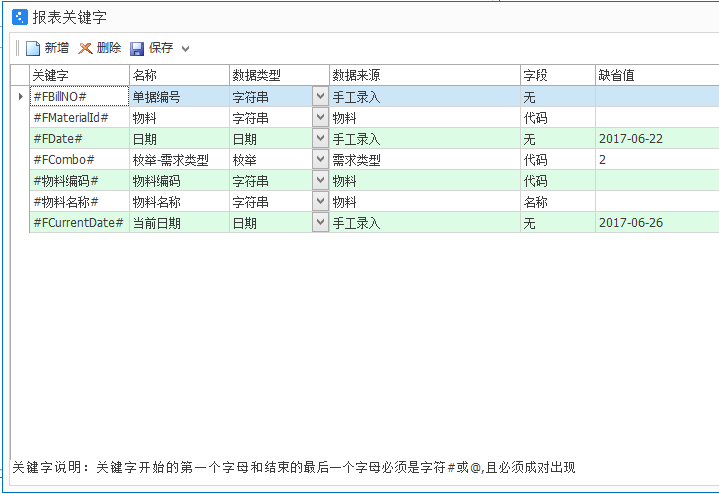 报表关键字
新增 删除 保存
关键字 名称 数据类型 数据来源 字段 缺省值
#FBillNO# 单据编号 字符串 手工录入 无
#FMaterialId# 物料 字符串 物料 代码
#FDate# 日期 日期 手工录入 无 2017-06-22
#FCombo# 枚举-需求类型 枚举 需求类型 代码 2
#物料编码# 物料编码 字符串 物料 代码
#物料名称# 物料名称 字符串 物料 名称
#FCurrentDate# 当前日期 日期 手工录入 无 2017-06-26
关键字说明：关键字开始的第一个字母和结束的最后一个字母必须是字符#或@,且必须成对出现